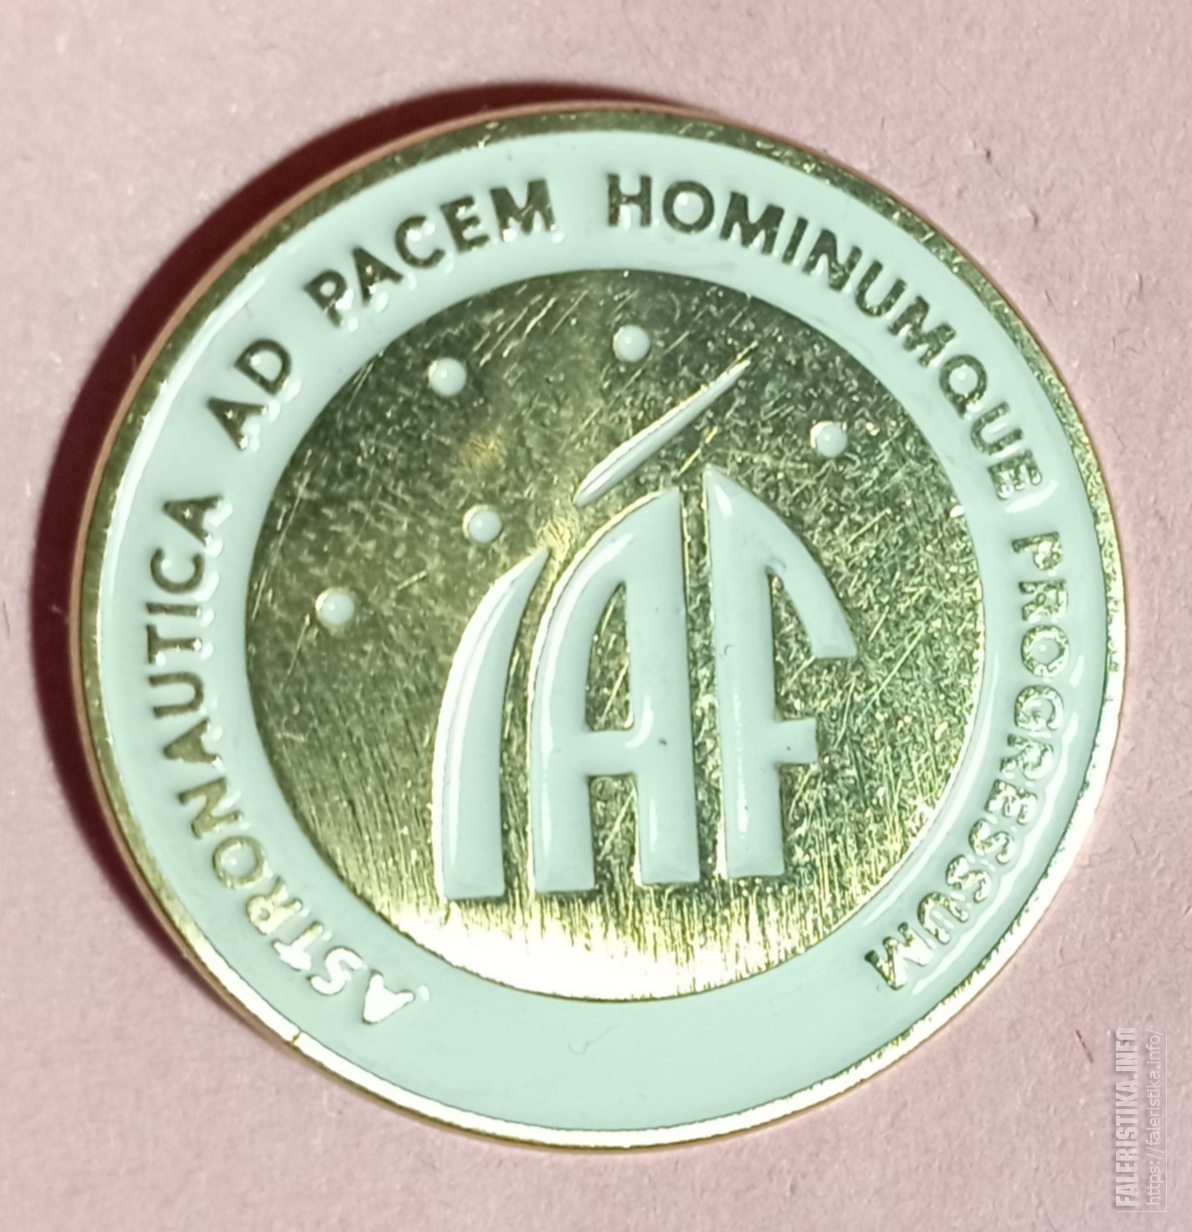 ASTRONAUTICA AD PACEM HOMINUMQUE PROGRESSUM
IAF
FALERISTIKA.INFO
https://faleristika.info/